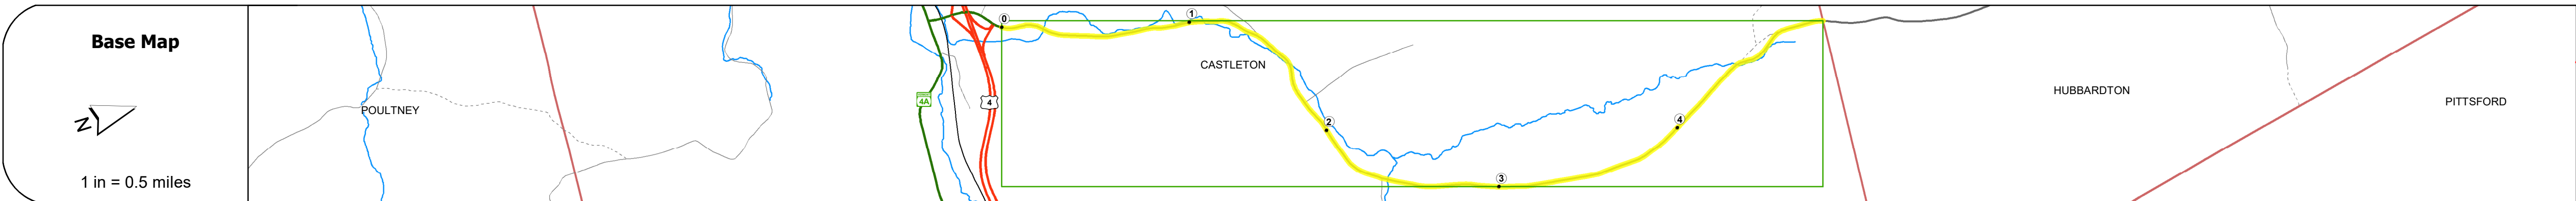 Base Map
N
1 in = 0.5 miles
POULTNEY
4A
4
0
1
CASTLETON
2
3
4
HUBBARDTON
PITTSFORD